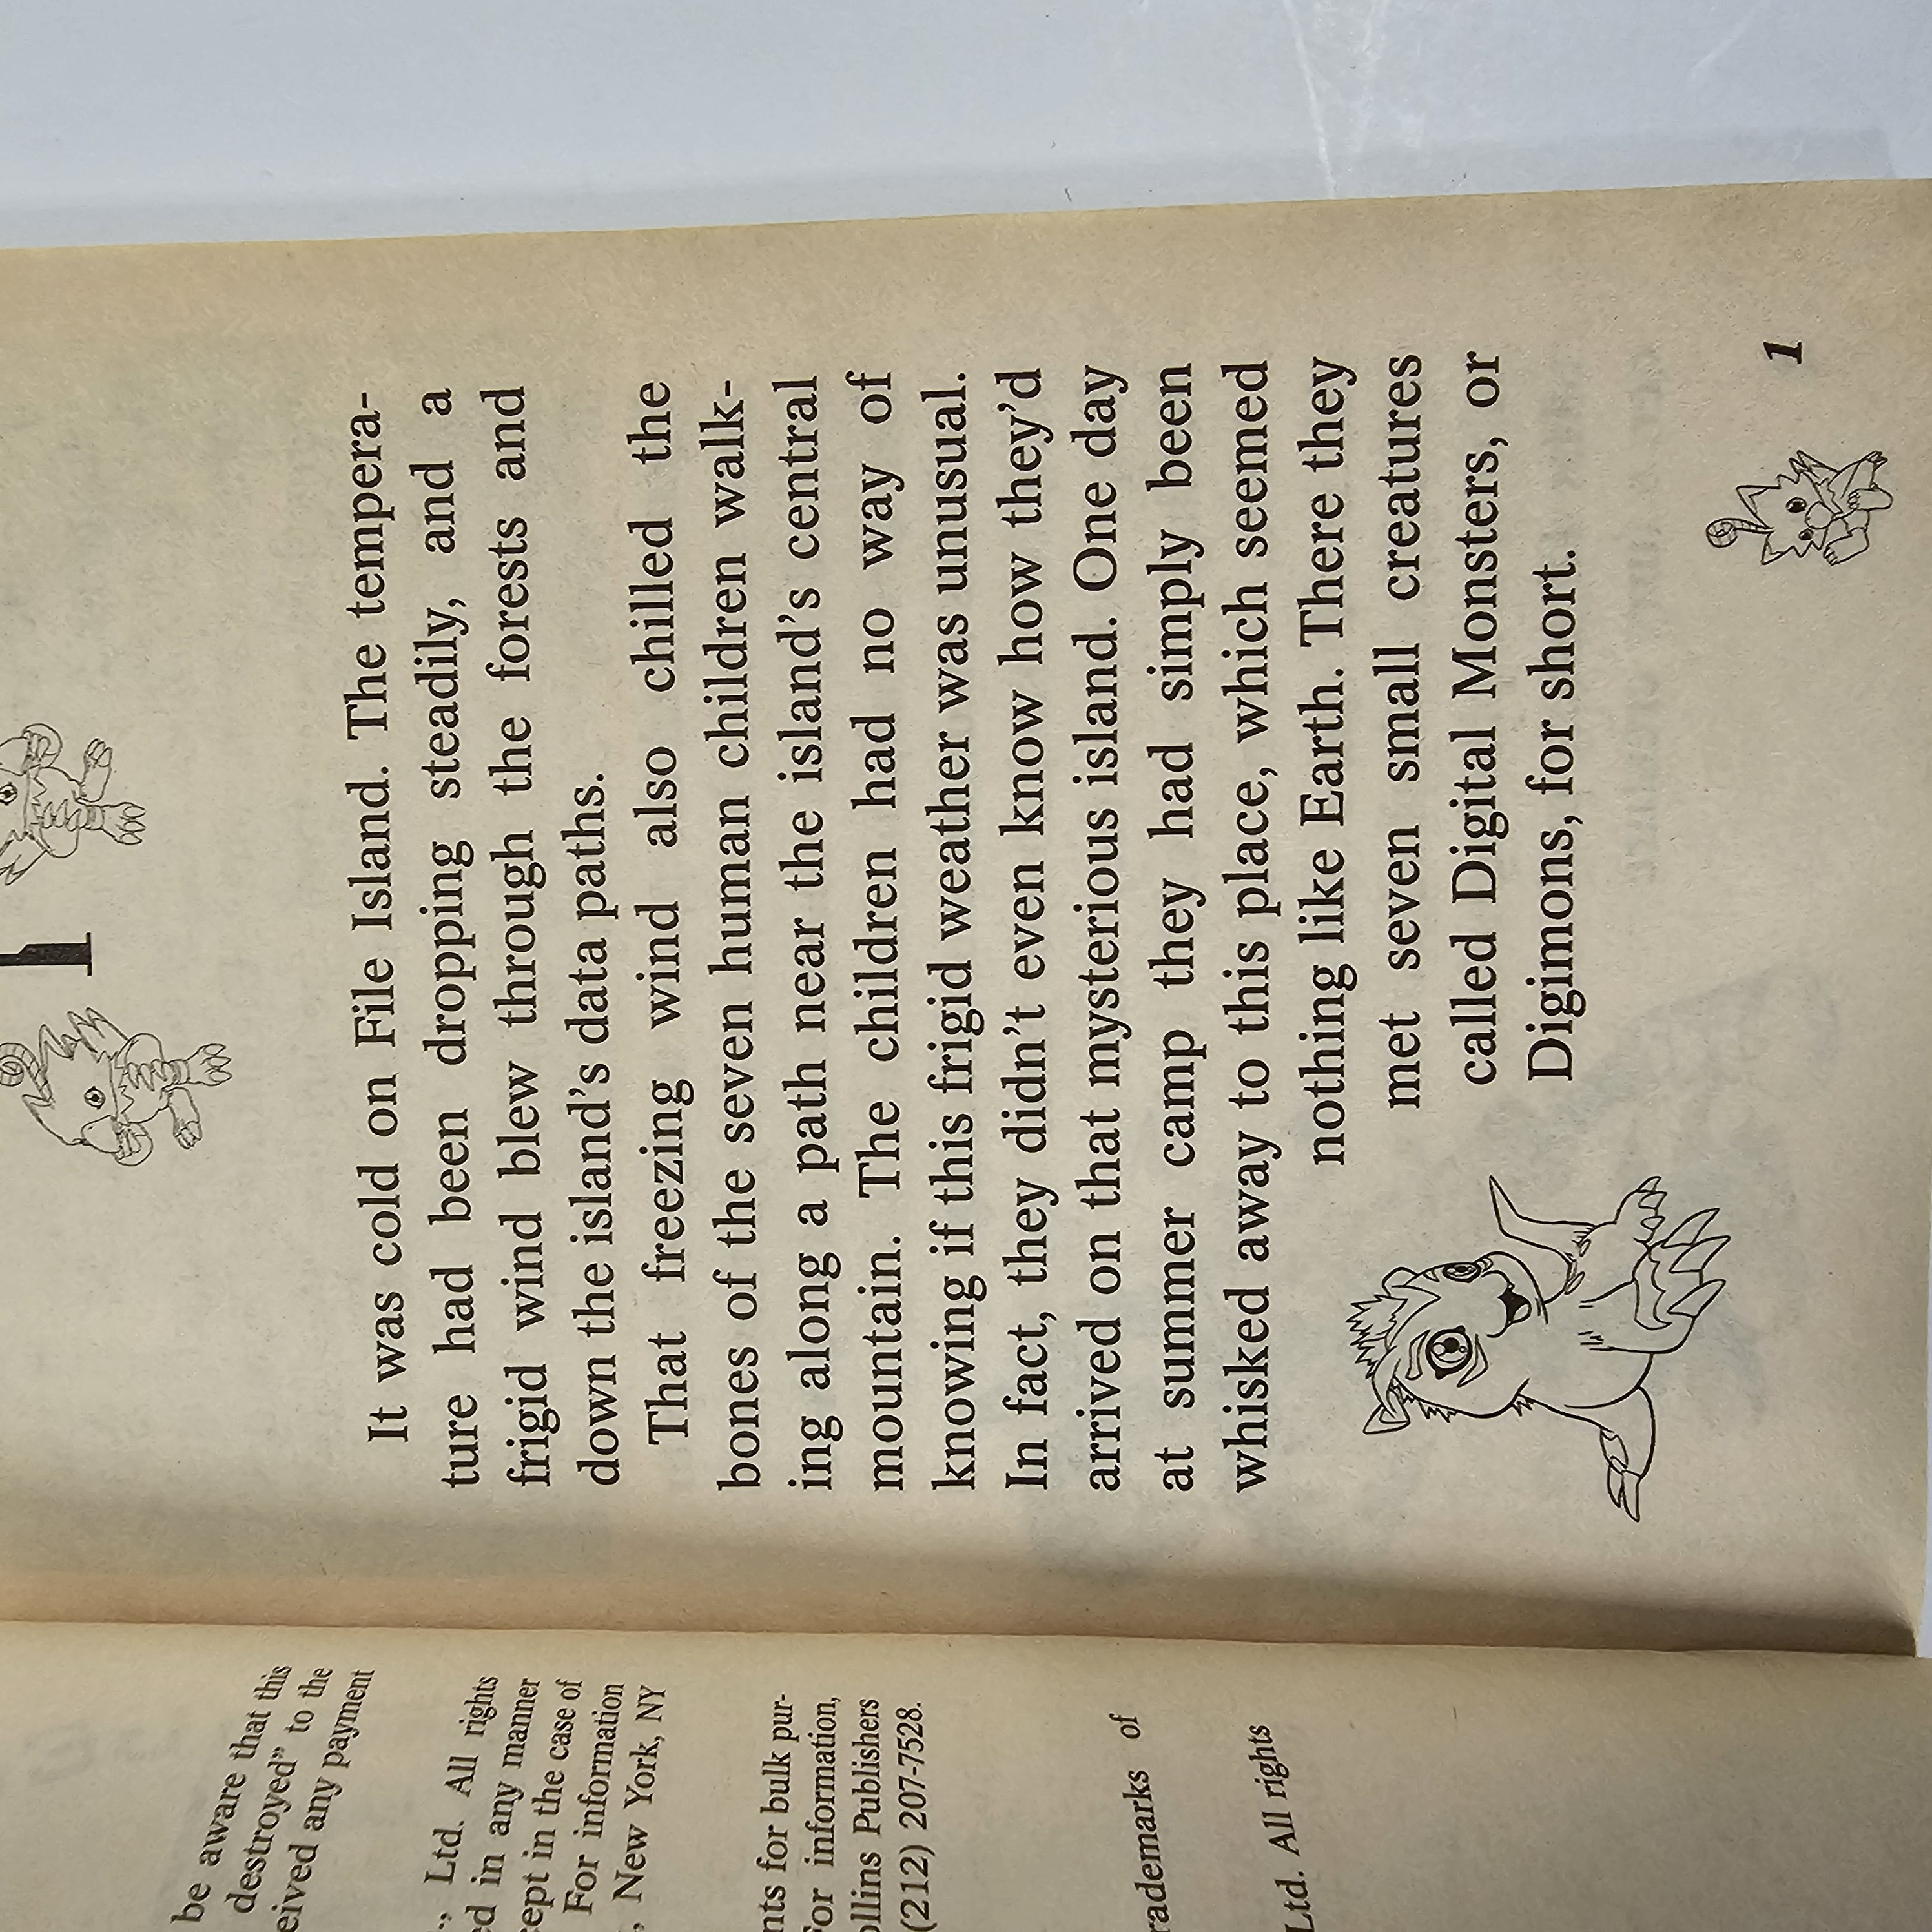 be aware that this
destroyed” to the
eived any payment
., Ltd. All rights
ed in any manner
cept in the case of
For information
, New York, NY
nts for bulk pur-
For information,
ollins Publishers
(212) 207-7528.
rademarks of
Ltd. All rights
1
It was cold on File Island. The tempera-
ture had been dropping steadily, and a
frigid wind blew through the forests and
down the island’s data paths.
That freezing wind also chilled the
bones of the seven human children walk-
ing along a path near the island’s central
mountain. The children had no way of
knowing if this frigid weather was unusual.
In fact, they didn’t even know how they’d
arrived on that mysterious island. One day
at summer camp they had simply been
whisked away to this place, which seemed
nothing like Earth. There they
met seven small creatures
called Digital Monsters, or
Digimons, for short.
1